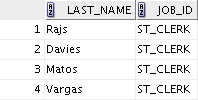 LAST_NAME JOB_ID
1 Rajs ST_CLERK
2 Davies ST_CLERK
3 Matos ST_CLERK
4 Vargas ST_CLERK